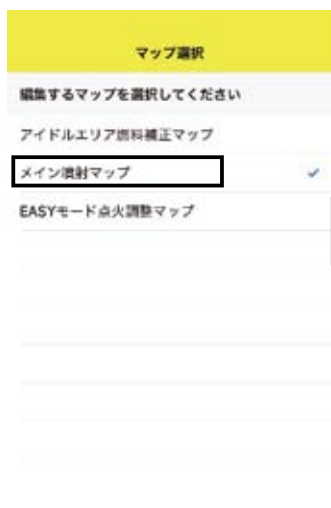 マップ選択
編集するマップを選択してください
アイドルエリア燃料補正マップ
メイン噴射マップ
EASYモード点火調整マップ